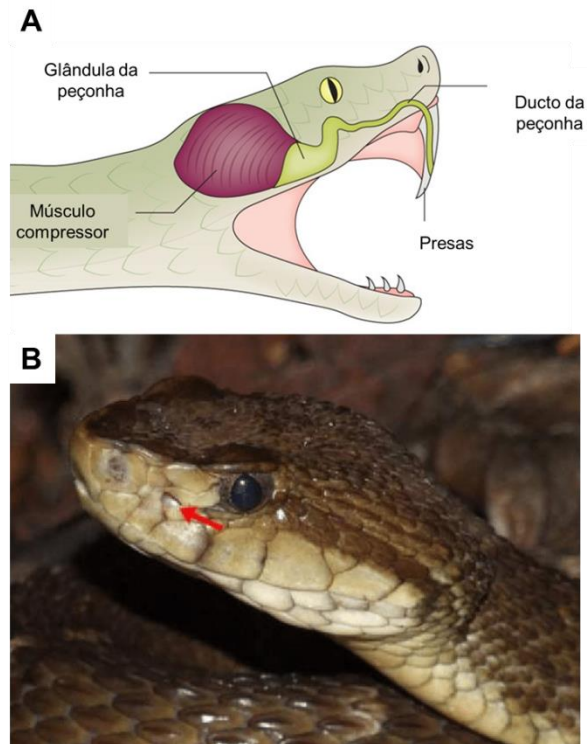 A
Glândula da
peçonha
Ducto da
peçonha
Músculo
compressor
Presas
B